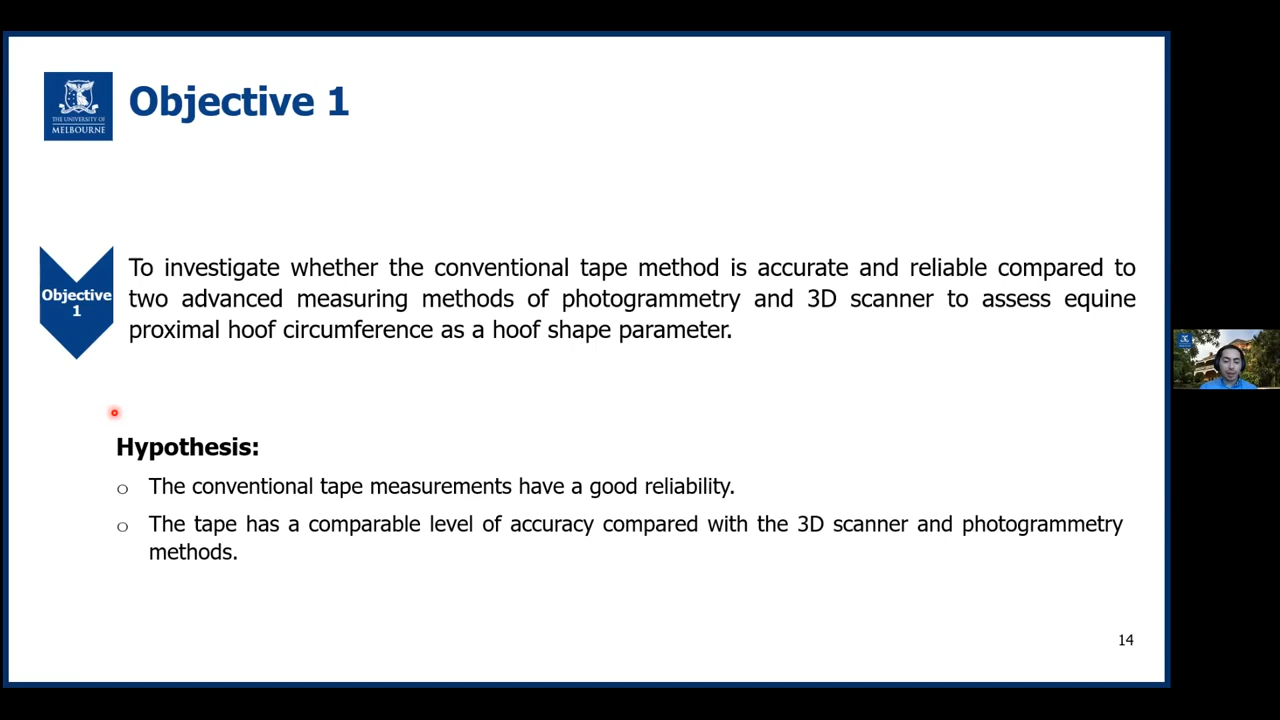 THE UNIVERSITY OF
MELBOURNE
Objective 1
Objective
1
To investigate whether the conventional tape method is accurate and reliable compared to
two advanced measuring methods of photogrammetry and 3D scanner to assess equine
proximal hoof circumference as a hoof shape parameter.
Hypothesis:
The conventional tape measurements have a good reliability.
The tape has a comparable level of accuracy compared with the 3D scanner and photogrammetry
methods.
14